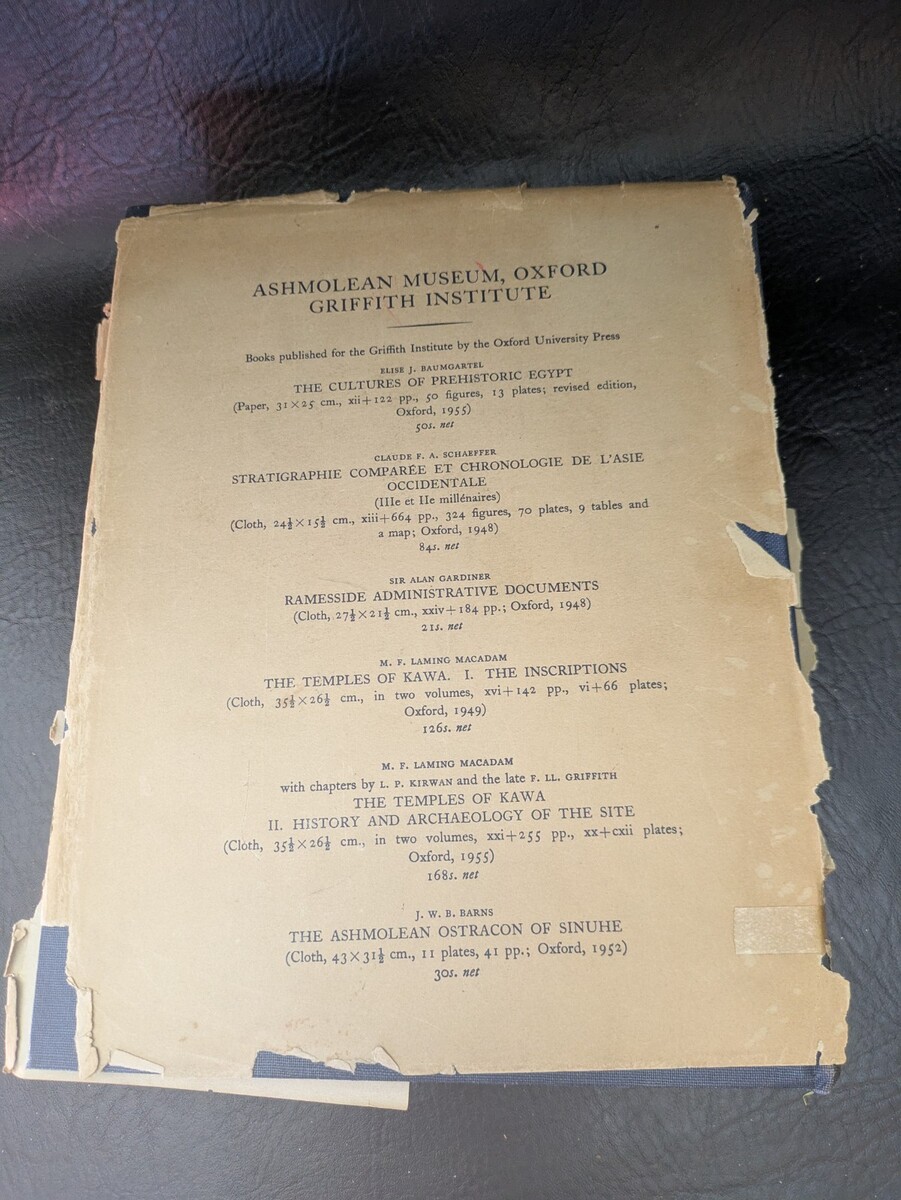 ASHMOLEAN MUSEUM, OXFORD
GRIFFITH INSTITUTE
Books published for the Griffith Institute by the Oxford University Press
ELISE J. BAUMGARTEL
THE CULTURES OF PREHISTORIC EGYPT
(Paper, 31×25 cm., xii+122 pp., 50 figures, 13 plates; revised edition,
Oxford, 1955)
50s. net
CLAUDE F. A. SCHAEFFER
STRATIGRAPHIE COMPARÉE ET CHRONOLOGIE DE L'ASIE
OCCIDENTALE
(IIIe et IIe millénaires)
(Cloth, 24½×15½ cm., xiii+664 pp., 324 figures, 70 plates, 9 tables and
a map; Oxford, 1948)
84s. net
SIR ALAN GARDINER
RAMESSIDE ADMINISTRATIVE DOCUMENTS
(Cloth, 27½×21½ cm., xxiv+184 pp.; Oxford, 1948)
21s. net
M. F. LAMING MACADAM
THE TEMPLES OF KAWA. I. THE INSCRIPTIONS
(Cloth, 35½×26½ cm., in two volumes, xvi+142 pp., vi+66 plates;
Oxford, 1949)
126s. net
M. F. LAMING MACADAM
with chapters by L. P. KIRWAN and the late F. LL. GRIFFITH
THE TEMPLES OF KAWA
II. HISTORY AND ARCHAEOLOGY OF THE SITE
(Cloth, 35½×26½ cm., in two volumes, xxi+255 pp., xx+cxii plates;
Oxford, 1955)
168s. net
J. W. B. BARNS
THE ASHMOLEAN OSTRACON OF SINUHE
(Cloth, 43×31½ cm., 11 plates, 41 pp.; Oxford, 1952)
30s. net